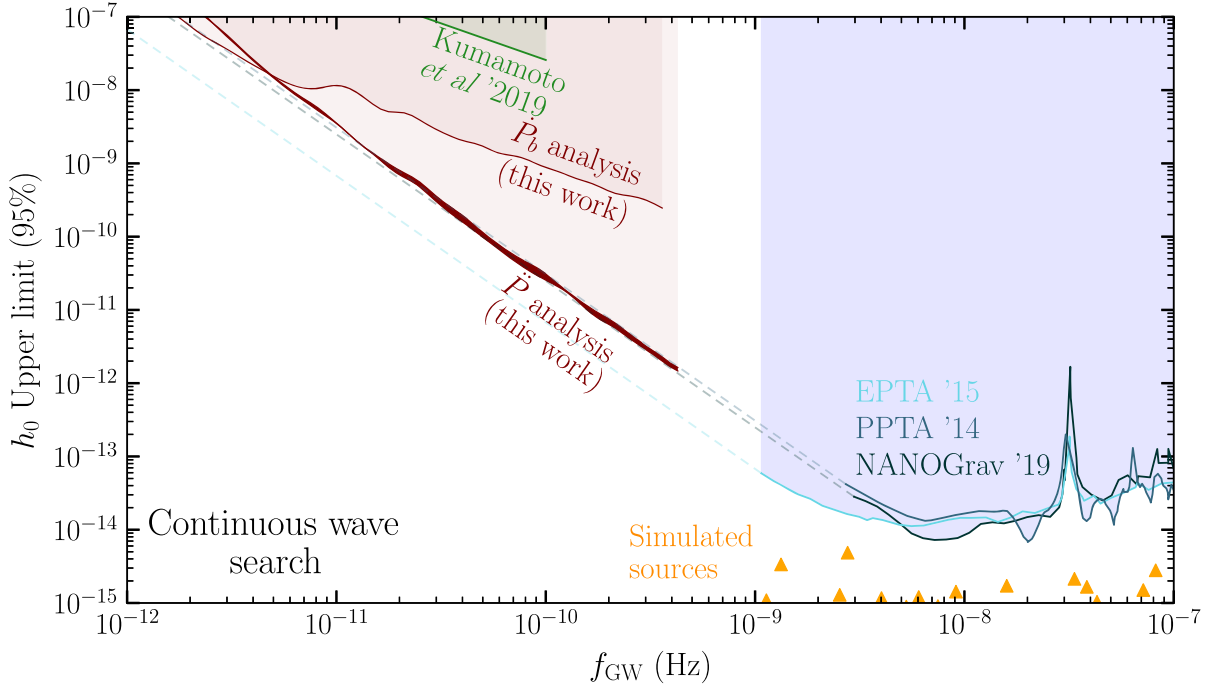 10⁻⁷
10⁻⁸
10⁻⁹
10⁻¹⁰
10⁻¹¹
10⁻¹²
10⁻¹³
10⁻¹⁴
10⁻¹⁵
h₀ Upper limit (95%)
Kumamoto
et al '2019
Ṗ_b analysis
(this work)
P̈ analysis
(this work)
EPTA '15
PPTA '14
NANOGrav '19
Continuous wave
search
Simulated
sources
10⁻¹² 10⁻¹¹ 10⁻¹⁰ 10⁻⁹ 10⁻⁸ 10⁻⁷
f_GW (Hz)